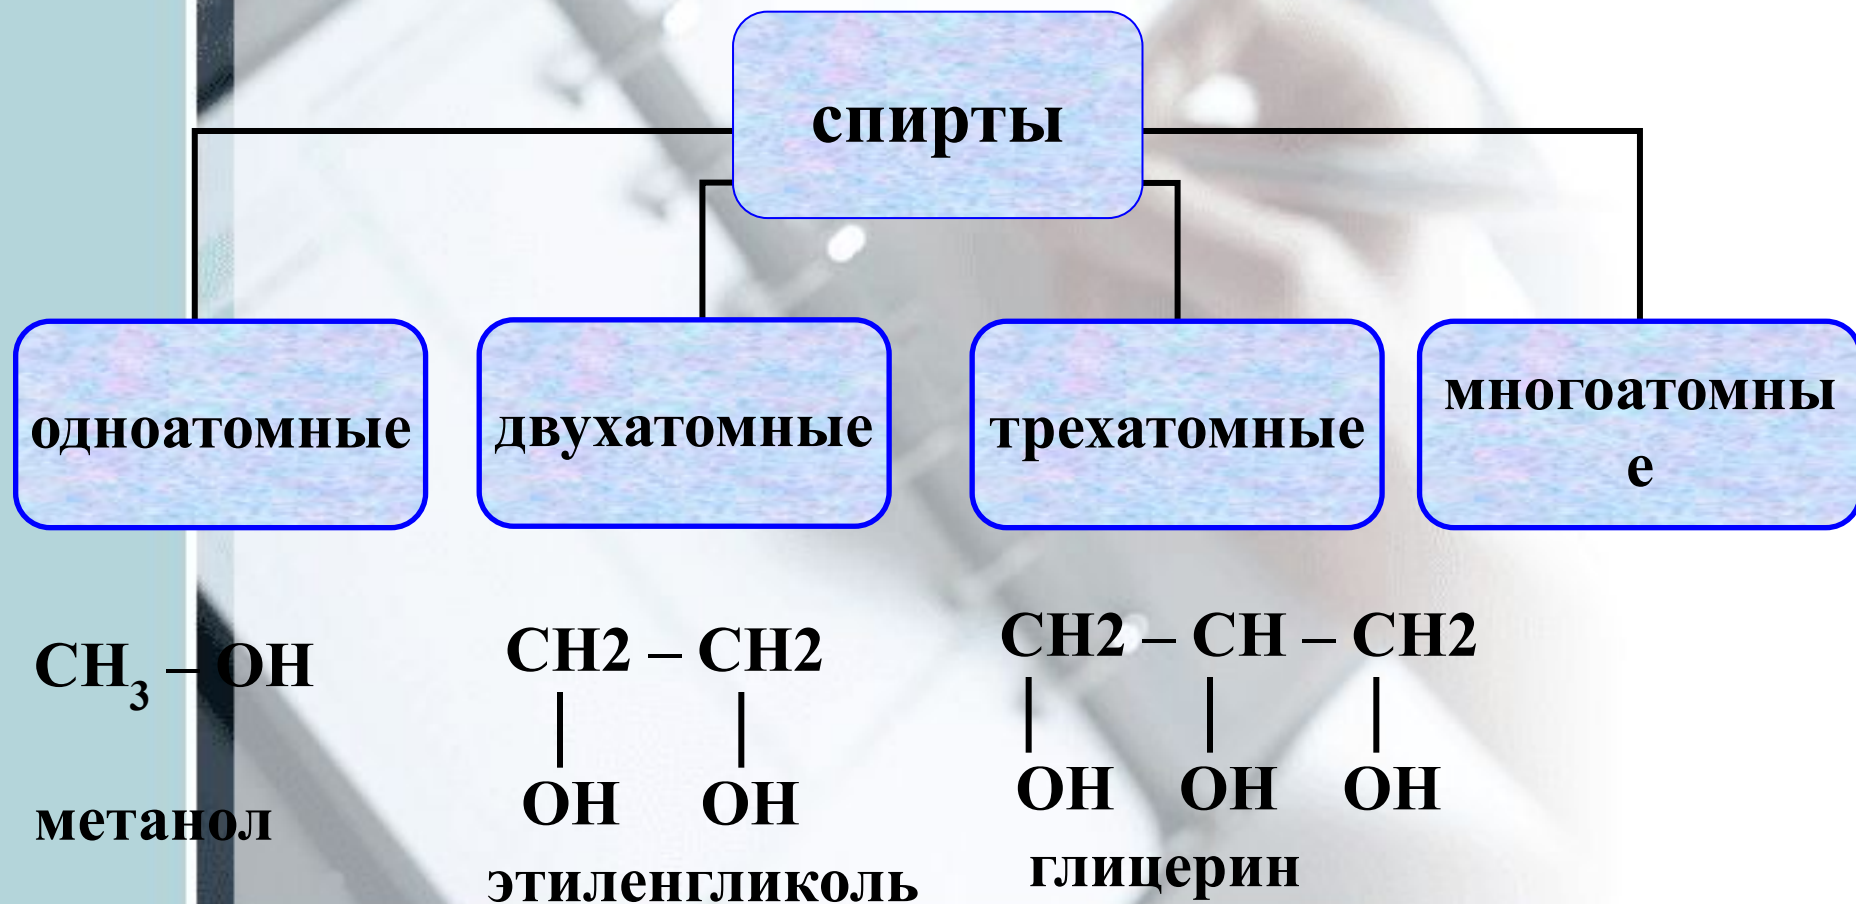 спирты
одноатомные
двухатомные
трехатомные
многоатомны
е
CH₃ – OH
метанол
CH2 – CH2
|          |
OH    OH
этиленгликоль
CH2 – CH – CH2
|          |          |
OH    OH    OH
глицерин